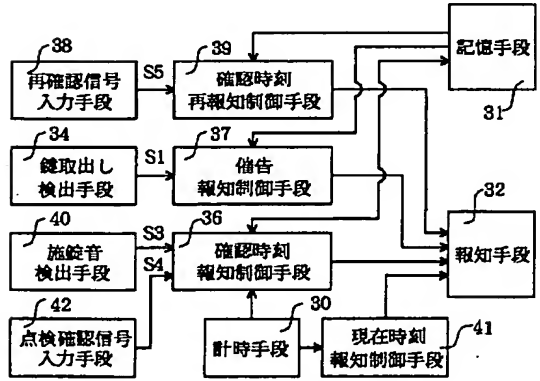 38
再確認信号
入力手段
S5
39
確認時刻
再報知制御手段
記憶手段
31
34
鍵取出し
検出手段
S1
37
催告
報知制御手段
32
報知手段
40
施錠音
検出手段
S3
S4
36
確認時刻
報知制御手段
42
点検確認信号
入力手段
30
計時手段
現在時刻
報知制御手段
41